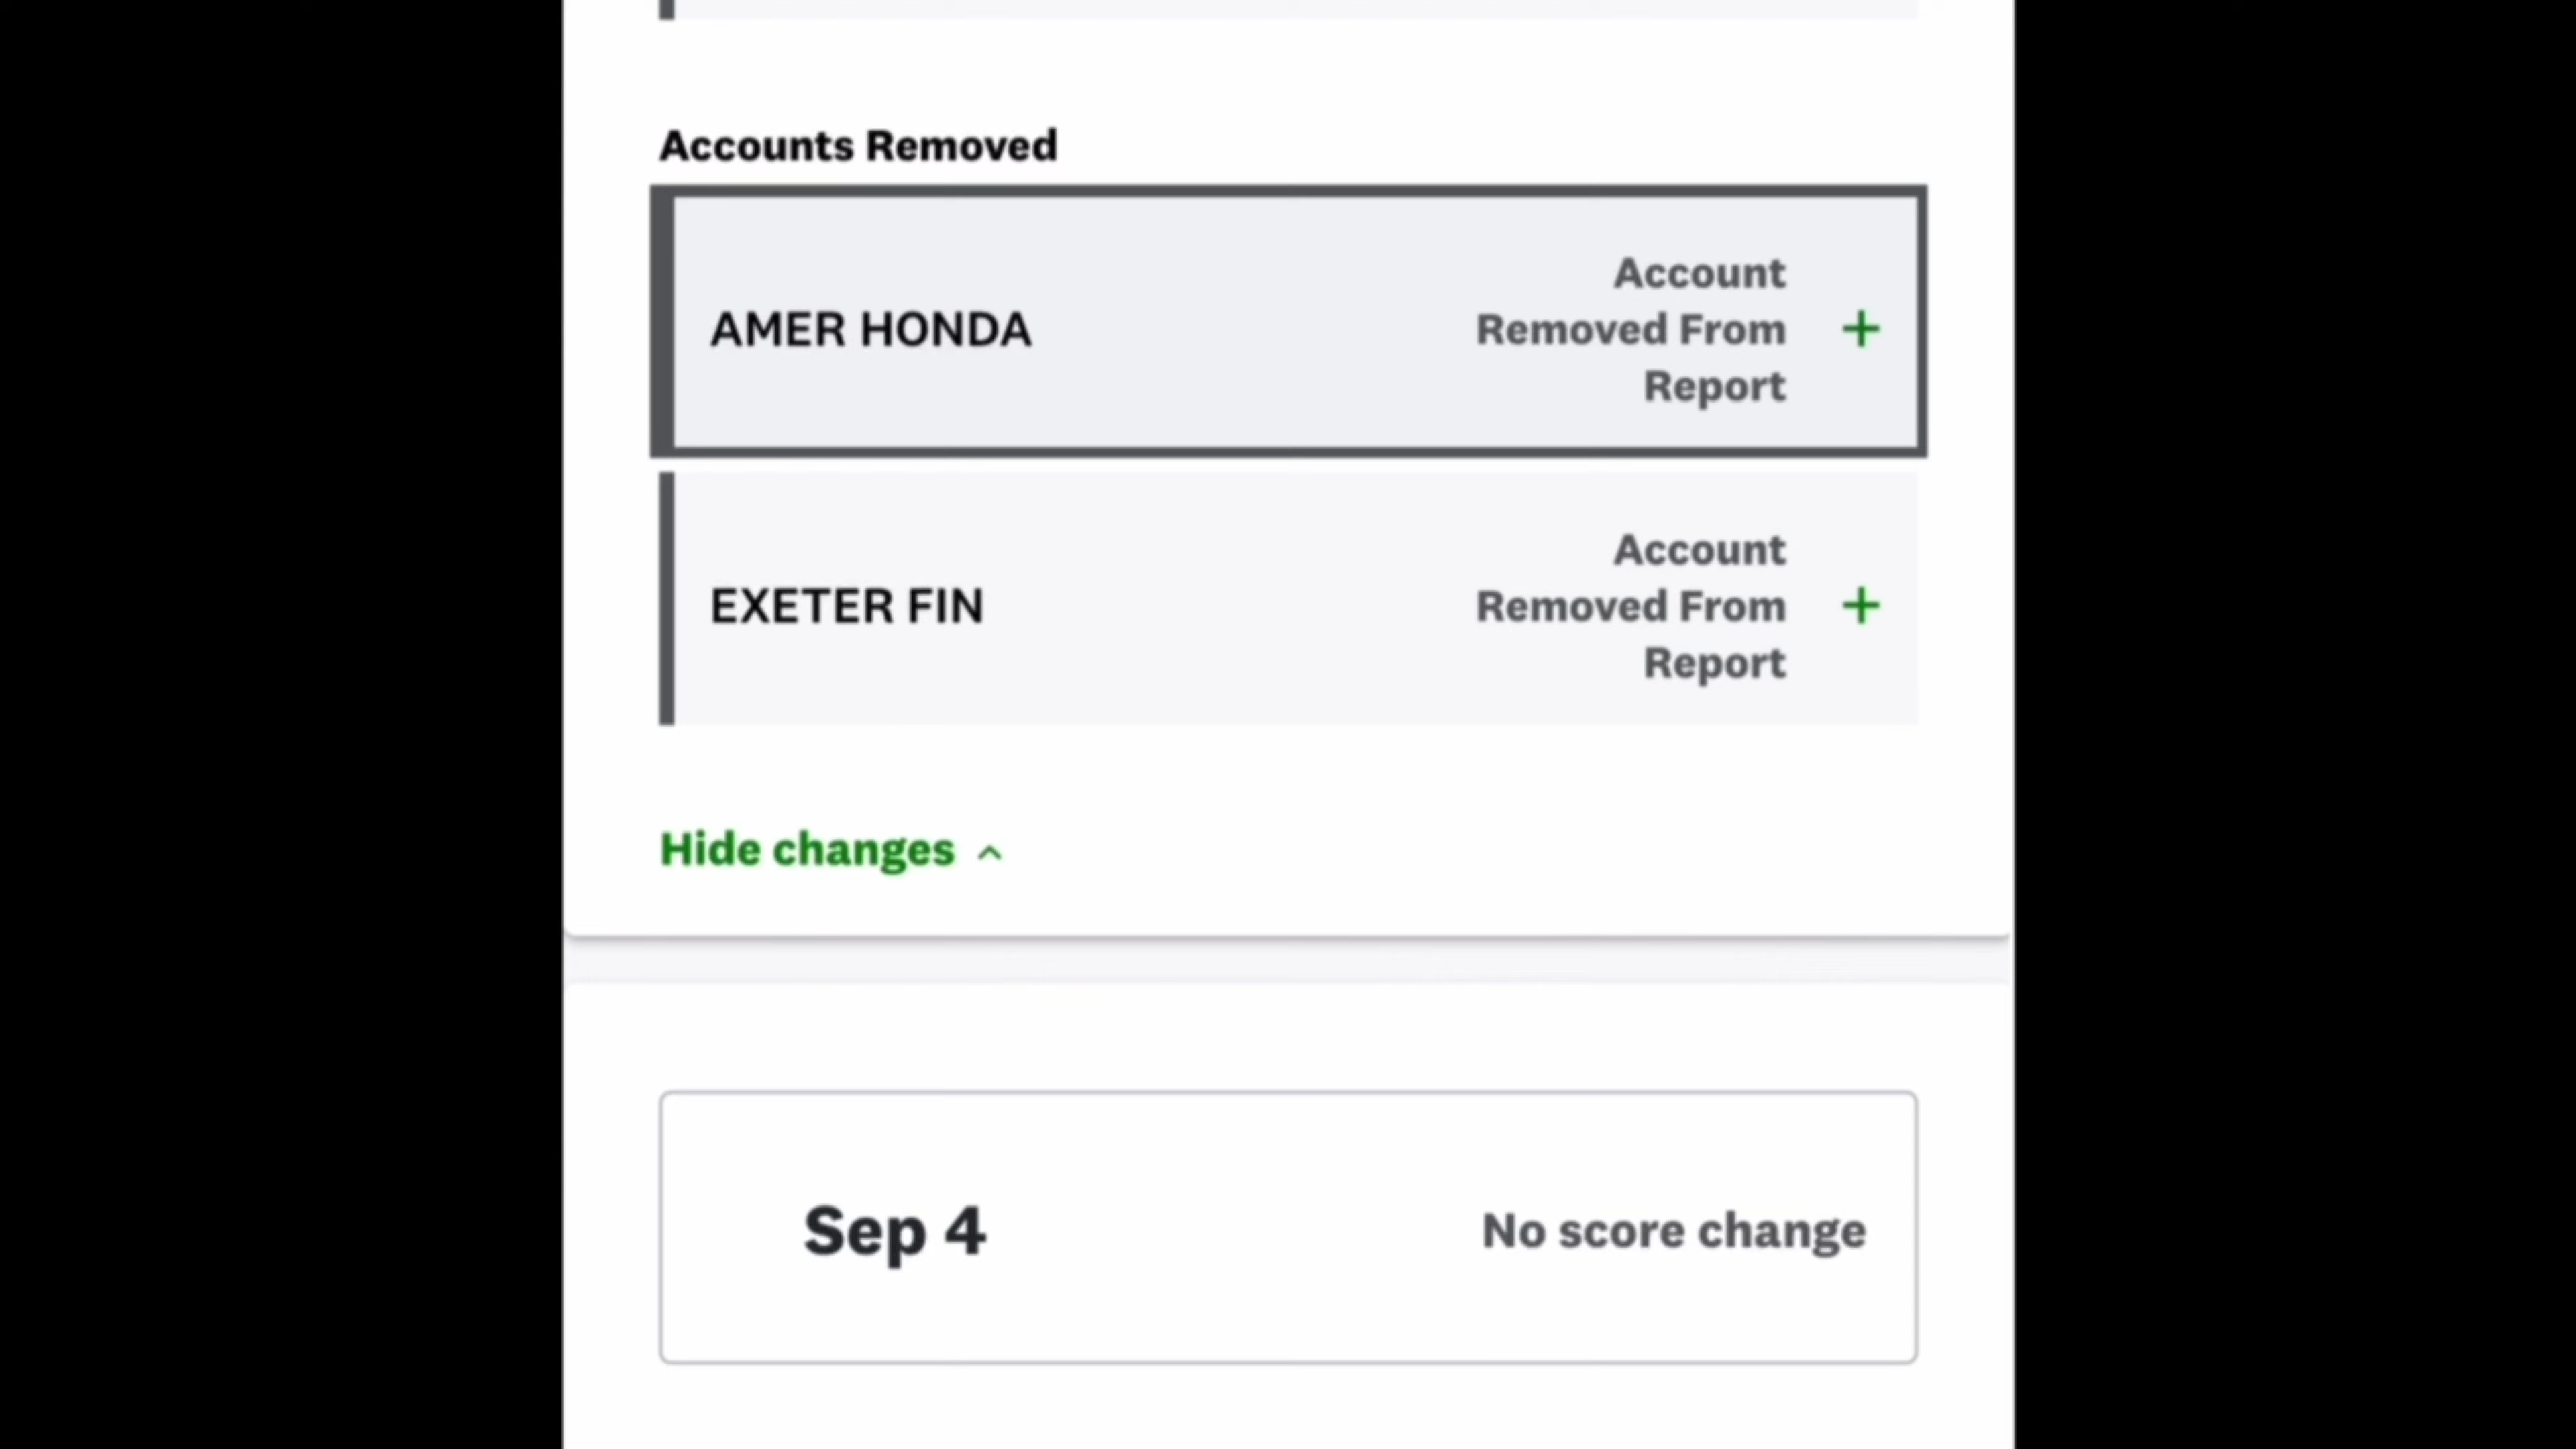 Accounts Removed
AMER HONDA
Account
Removed From
Report
+
EXETER FIN
Account
Removed From
Report
+
Hide changes
Sep 4
No score change